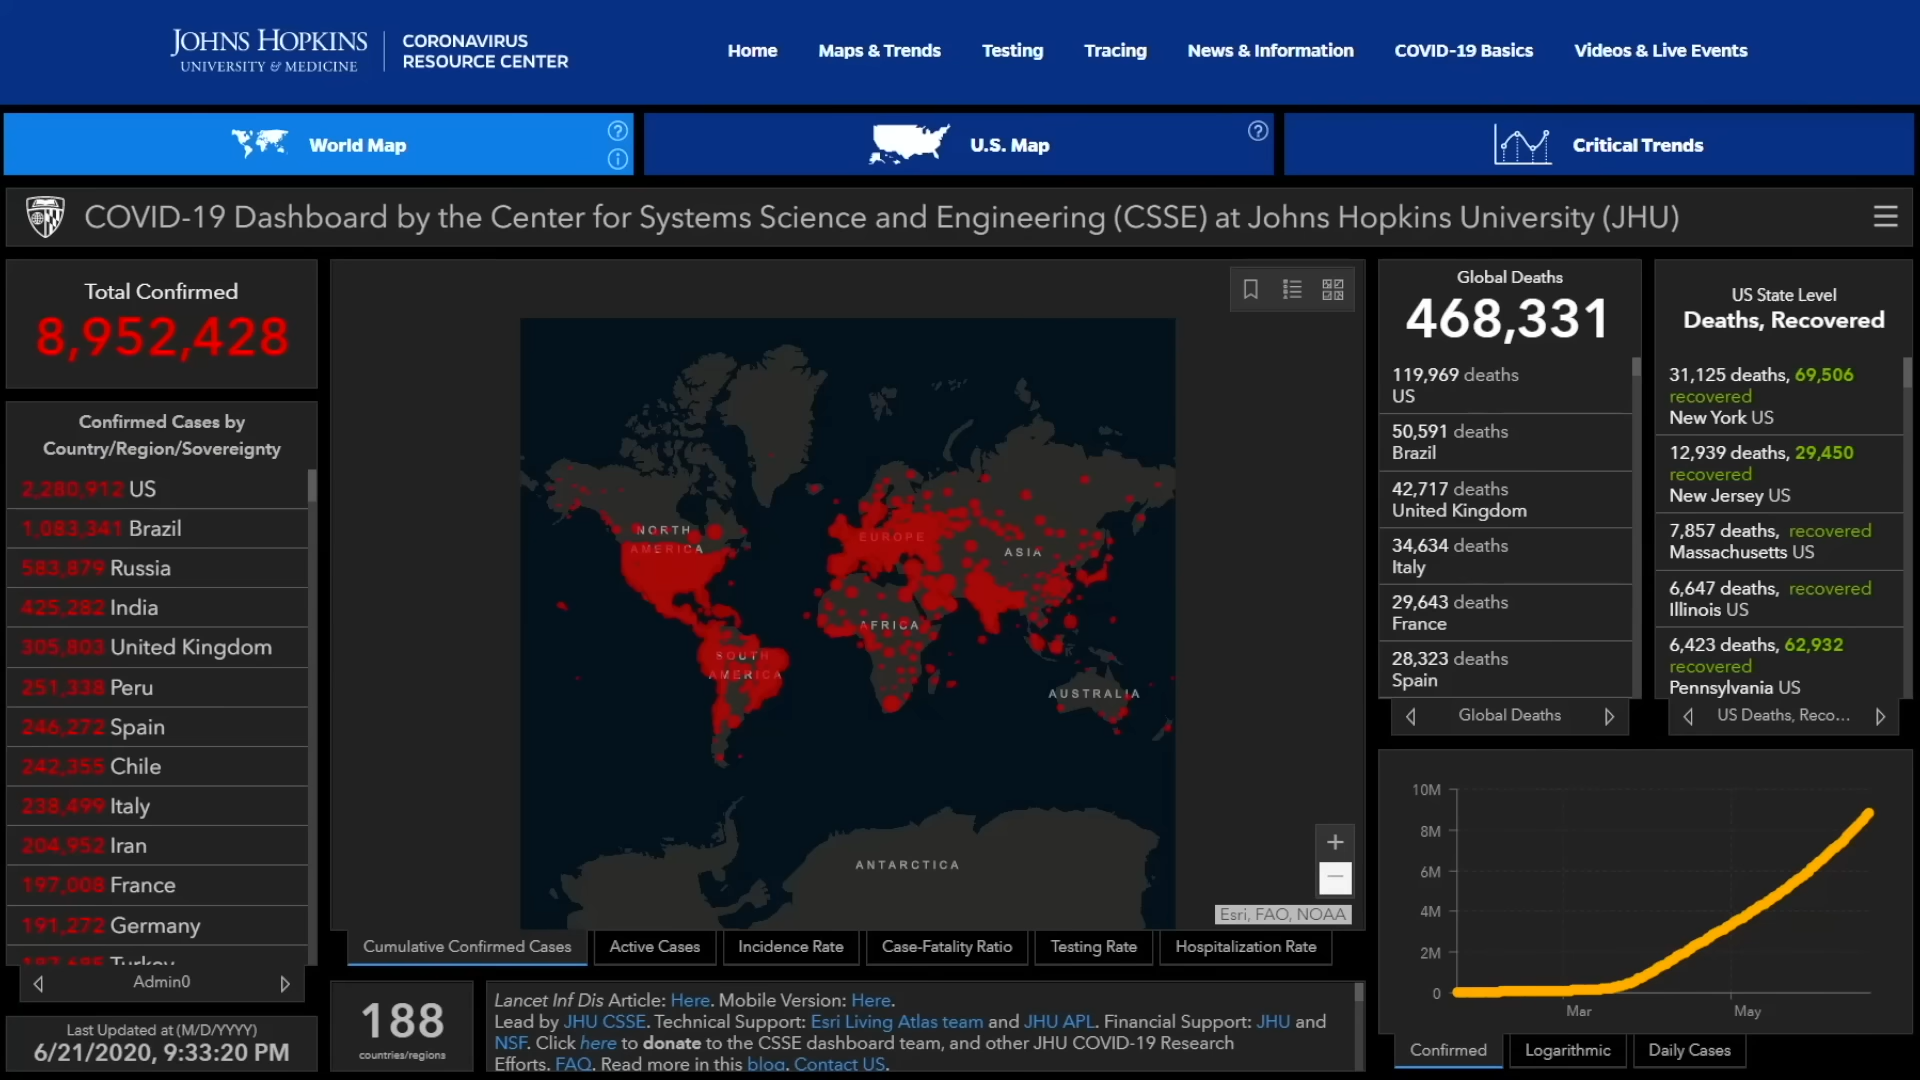 JOHNS HOPKINS
UNIVERSITY & MEDICINE
CORONAVIRUS
RESOURCE CENTER
Home
Maps & Trends
Testing
Tracing
News & Information
COVID-19 Basics
Videos & Live Events
World Map
U.S. Map
Critical Trends
COVID-19 Dashboard by the Center for Systems Science and Engineering (CSSE) at Johns Hopkins University (JHU)
Total Confirmed
8,952,428
Confirmed Cases by
Country/Region/Sovereignty
2,280,912 US
1,083,341 Brazil
583,879 Russia
425,282 India
305,803 United Kingdom
251,338 Peru
246,272 Spain
242,355 Chile
238,499 Italy
204,952 Iran
197,008 France
191,272 Germany
187,685 Turkey
Admin0
Last Updated at (M/D/YYYY)
6/21/2020, 9:33:20 PM
NORTH
AMERICA
EUROPE
ASIA
AFRICA
SOUTH
AMERICA
AUSTRALIA
ANTARCTICA
Esri, FAO, NOAA
Cumulative Confirmed Cases
Active Cases
Incidence Rate
Case-Fatality Ratio
Testing Rate
Hospitalization Rate
188
countries/regions
Lancet Inf Dis Article: Here. Mobile Version: Here.
Lead by JHU CSSE. Technical Support: Esri Living Atlas team and JHU APL. Financial Support: JHU and
NSF. Click here to donate to the CSSE dashboard team, and other JHU COVID-19 Research
Efforts. FAQ. Read more in this blog. Contact US.
Global Deaths
468,331
119,969 deaths
US
50,591 deaths
Brazil
42,717 deaths
United Kingdom
34,634 deaths
Italy
29,643 deaths
France
28,323 deaths
Spain
Global Deaths
US State Level
Deaths, Recovered
31,125 deaths, 69,506
recovered
New York US
12,939 deaths, 29,450
recovered
New Jersey US
7,857 deaths, recovered
Massachusetts US
6,647 deaths, recovered
Illinois US
6,423 deaths, 62,932
recovered
Pennsylvania US
US Deaths, Reco...
10M
8M
6M
4M
2M
0
Mar
May
Confirmed
Logarithmic
Daily Cases